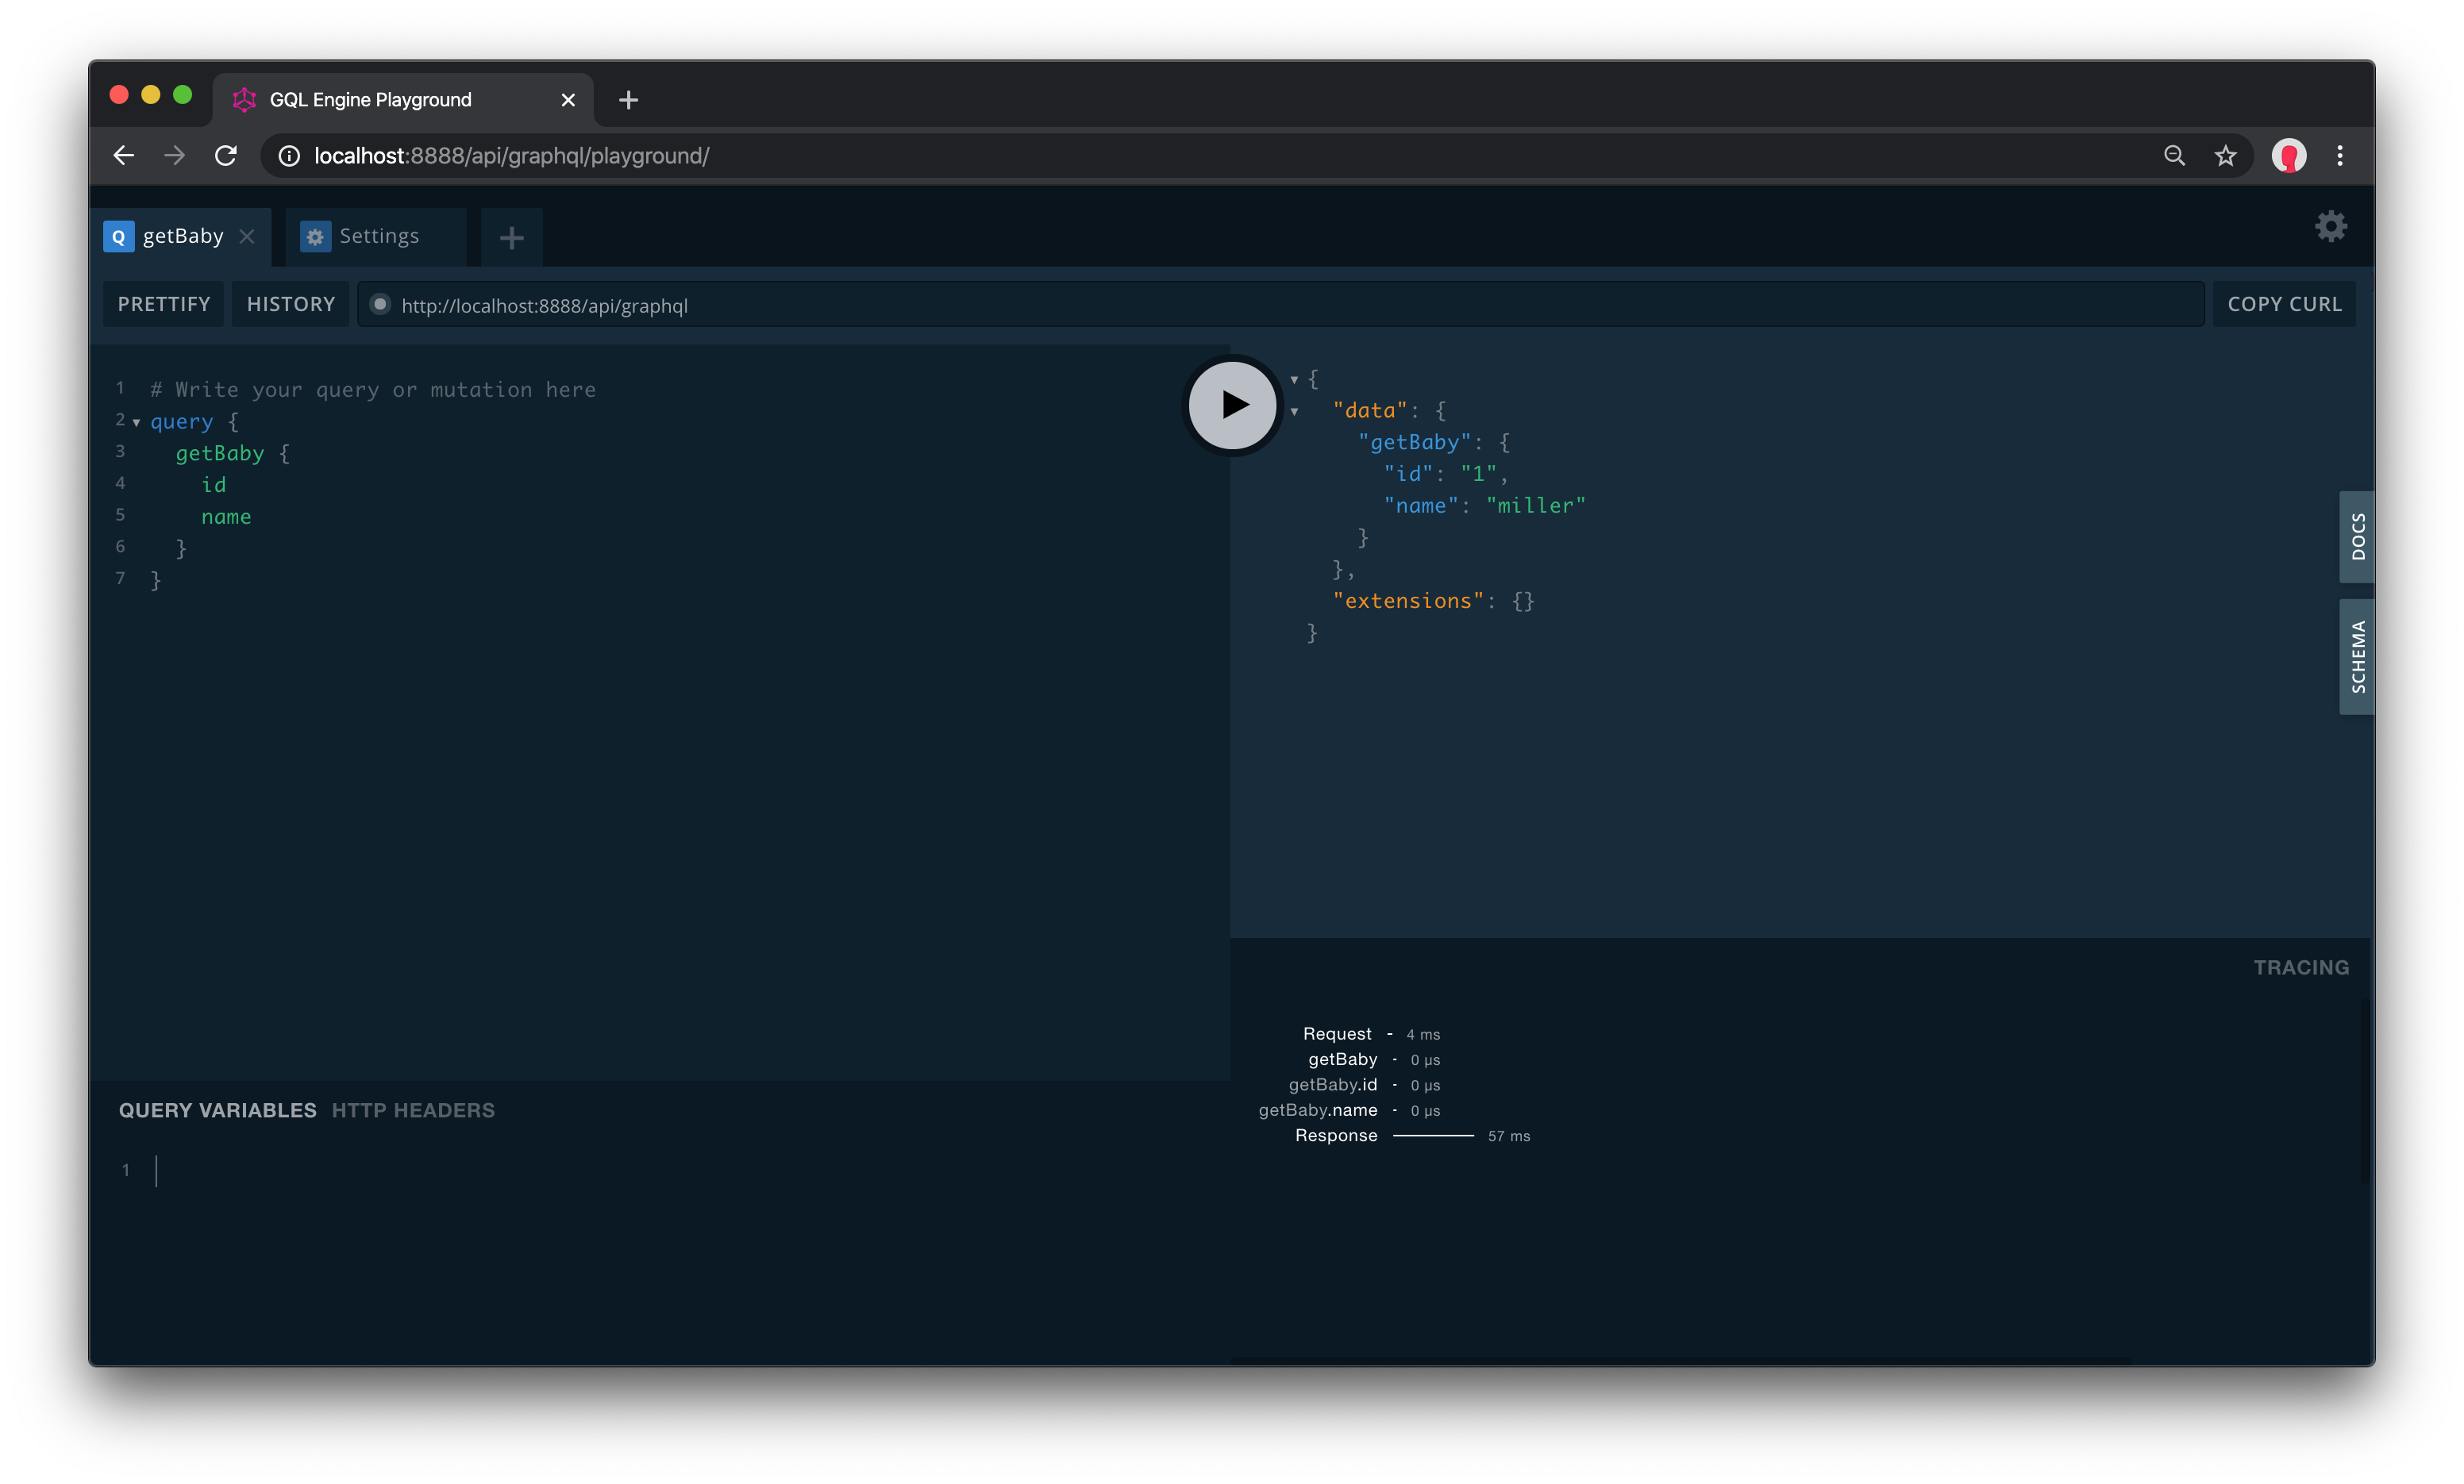 GQL Engine Playground
localhost:8888/api/graphql/playground/
Q getBaby Settings
PRETTIFY HISTORY http://localhost:8888/api/graphql COPY CURL
1 # Write your query or mutation here
2 query {
3 getBaby {
4 id
5 name
6 }
7 }
{
"data": {
"getBaby": {
"id": "1",
"name": "miller"
}
},
"extensions": {}
}
DOCS
SCHEMA
TRACING
Request - 4 ms
getBaby - 0 µs
getBaby.id - 0 µs
getBaby.name - 0 µs
Response 57 ms
QUERY VARIABLES HTTP HEADERS
1